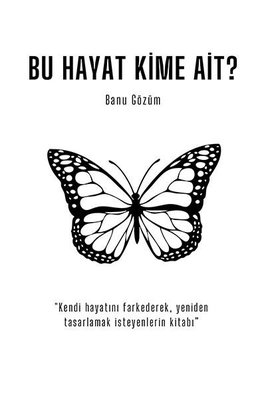 BU HAYAT KİME AİT?
Banu Gözüm
"Kendi hayatını farkederek, yeniden
tasarlamak isteyenlerin kitabı"